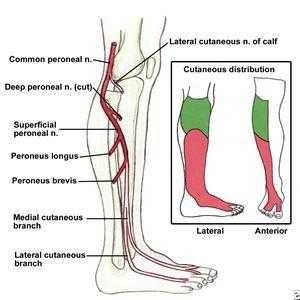 Lateral cutaneous n. of calf
Common peroneal n.
Deep peroneal n. (cut)
Superficial
peroneal n.
Peroneus longus
Peroneus brevis
Medial cutaneous
branch
Lateral cutaneous
branch
Cutaneous distribution
Lateral
Anterior